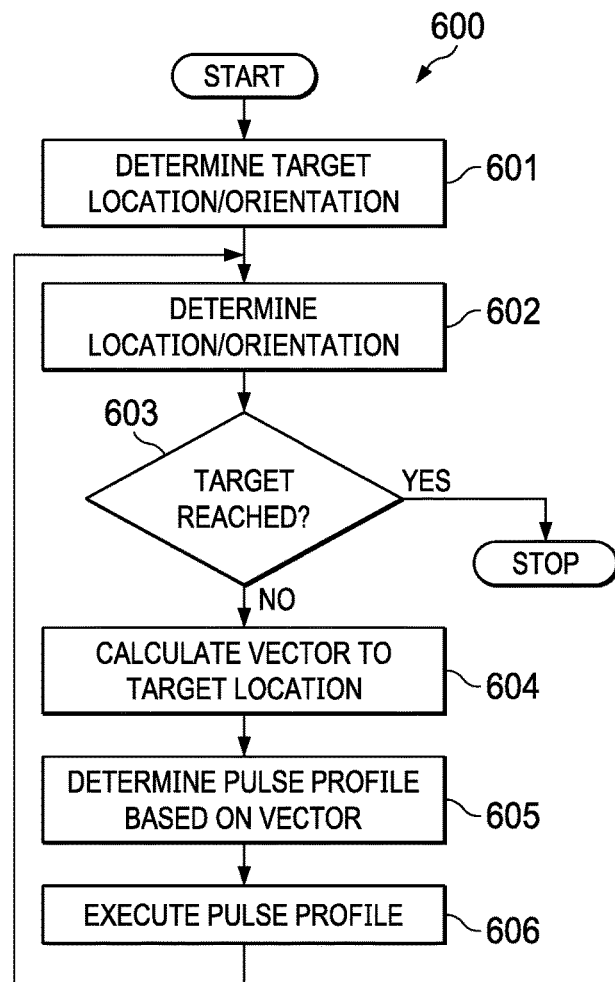 600
START
DETERMINE TARGET
LOCATION/ORIENTATION
601
DETERMINE
LOCATION/ORIENTATION
602
603
TARGET
REACHED?
YES
STOP
NO
CALCULATE VECTOR TO
TARGET LOCATION
604
DETERMINE PULSE PROFILE
BASED ON VECTOR
605
EXECUTE PULSE PROFILE
606